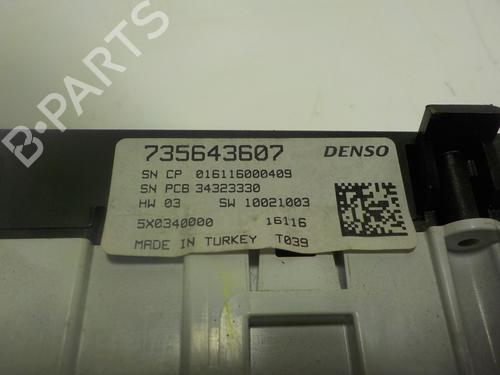 735643607 DENSO
SN CP 016116000409
SN PCB 34323330
HW 03 SW 10021003
5X0340000 16116
MADE IN TURKEY T039
B-PARTS